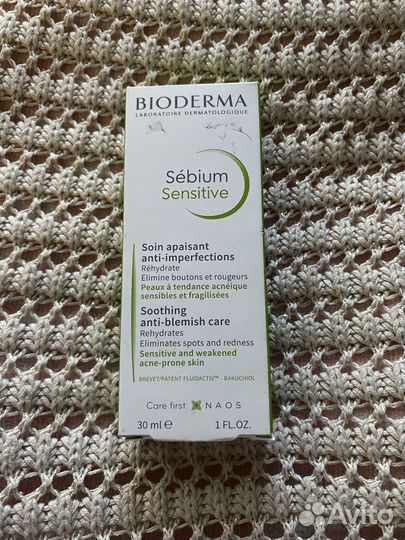 BIODERMA
LABORATOIRE DERMATOLOGIQUE
Sébium
Sensitive
Soin apaisant
anti-imperfections
Réhydrate
Élimine boutons et rougeurs
Peaux à tendance acnéique
sensibles et fragilisées
Soothing
anti-blemish care
Rehydrates
Eliminates spots and redness
Sensitive and weakened
acne-prone skin
BREVET/PATENT FLUIDACTIV™ - BAKUCHIOL
Care first. NAOS
30 ml ℮ 1 FL.OZ.
Avito